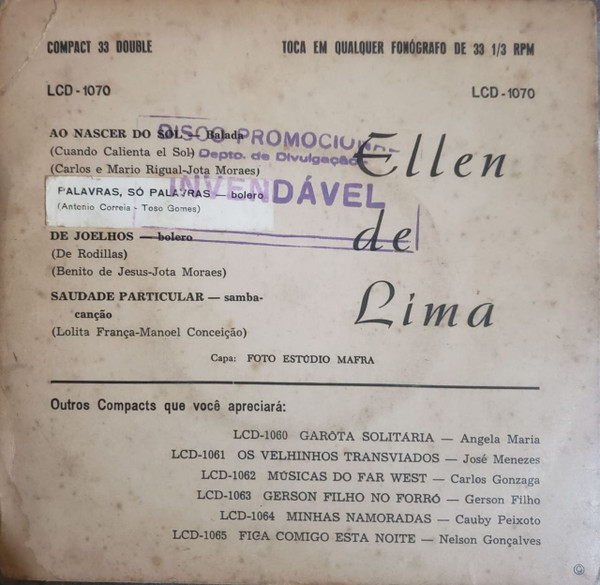 COMPACT 33 DOUBLE
TOCA EM QUALQUER FONÓGRAFO DE 33 1/3 RPM
LCD-1070
LCD-1070
AO NASCER DO SOL — Balada
(Cuando Calienta el Sol)
(Carlos e Mario Rigual-Jota Moraes)
PALAVRAS, SÓ PALAVRAS — bolero
(Antonio Correia - Toso Gomes)
DE JOELHOS — bolero
(De Rodillas)
(Benito de Jesus-Jota Moraes)
SAUDADE PARTICULAR — samba-
canção
(Lolita França-Manoel Conceição)
DISCO PROMOCIONAL
Depto. de Divulgação
INVENDÁVEL
Ellen
de
Lima
Capa: FOTO ESTÚDIO MAFRA
Outros Compacts que você apreciará:
LCD-1060 GARÔTA SOLITARIA — Angela Maria
LCD-1061 OS VELHINHOS TRANSVIADOS — José Menezes
LCD-1062 MÚSICAS DO FAR WEST — Carlos Gonzaga
LCD-1063 GERSON FILHO NO FORRÓ — Gerson Filho
LCD-1064 MINHAS NAMORADAS — Cauby Peixoto
LCD-1065 FICA COMIGO ESTA NOITE — Nelson Gonçalves